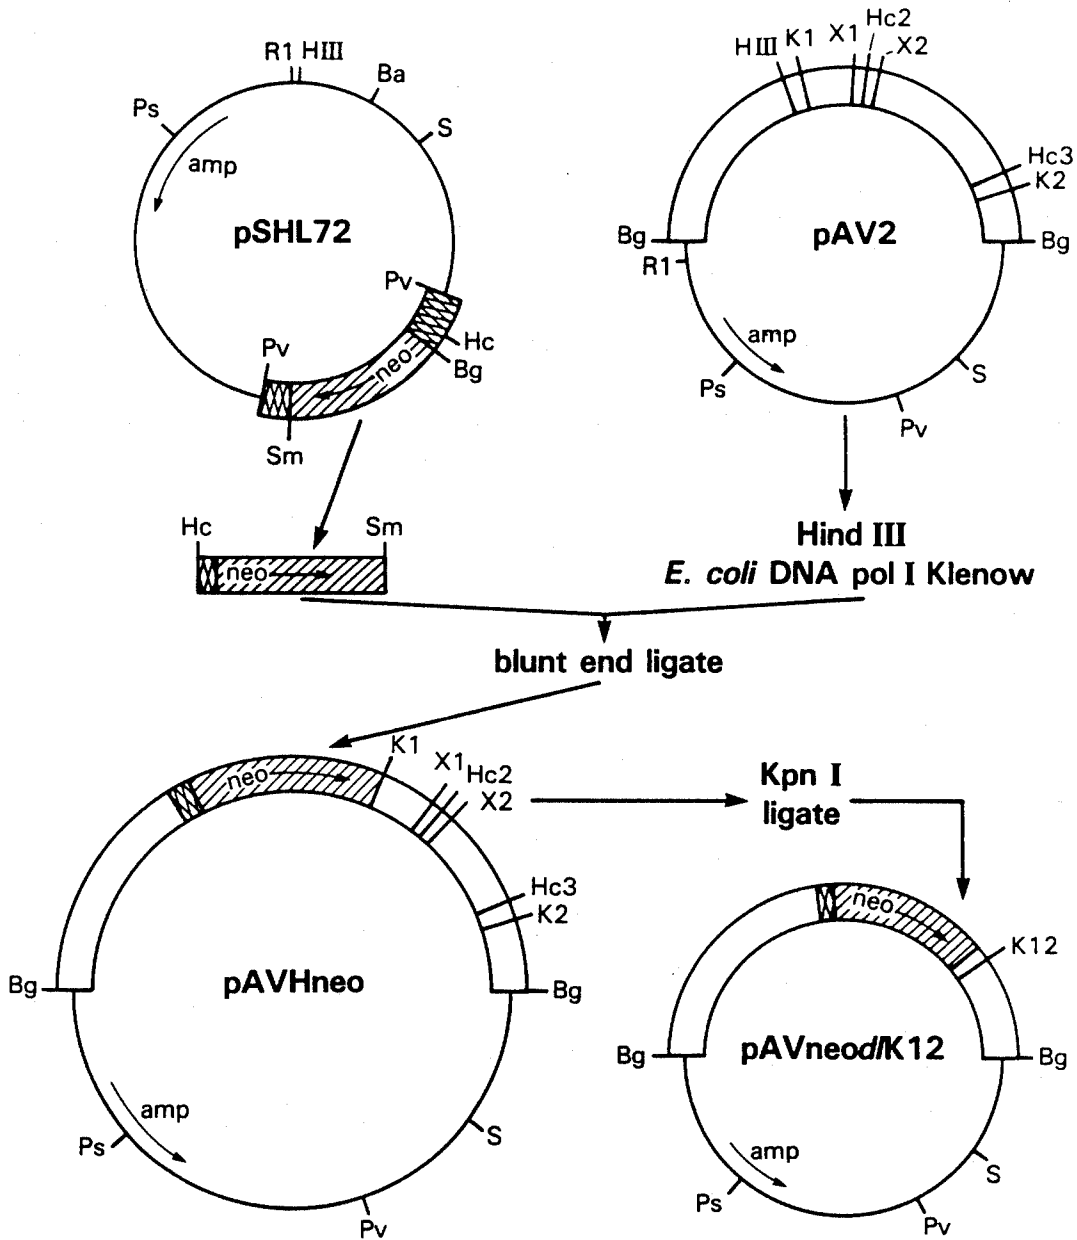 R1 HIII
Ba
S
Ps
amp
pSHL72
Pv
Hc
Bg
neo
Pv
Sm
HIII
K1
X1
Hc2
X2
Hc3
K2
Bg
Bg
R1
pAV2
amp
Ps
S
Pv
Hc
Sm
neo
Hind III
E. coli DNA pol I Klenow
blunt end ligate
neo
K1
X1
Hc2
X2
Hc3
K2
Bg
pAVHneo
Bg
amp
Ps
S
Pv
Kpn I
ligate
neo
K12
Bg
pAVneodlK12
Bg
amp
Ps
S
Pv